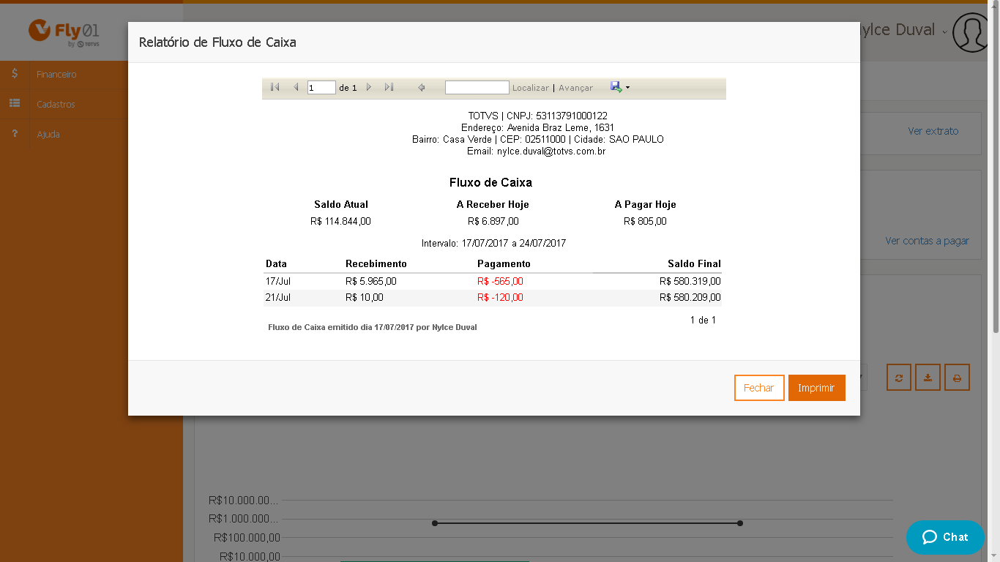 Fly01
by TOTVS
ylce Duval
Financeiro
Cadastros
Ajuda
Relatório de Fluxo de Caixa
1 de 1
Localizar | Avançar
TOTVS | CNPJ: 53113791000122
Endereço: Avenida Braz Leme, 1631
Bairro: Casa Verde | CEP: 02511000 | Cidade: SAO PAULO
Email: nylce.duval@totvs.com.br
Fluxo de Caixa
Saldo Atual A Receber Hoje A Pagar Hoje
R$ 114.844,00 R$ 6.897,00 R$ 805,00
Intervalo: 17/07/2017 a 24/07/2017
Data Recebimento Pagamento Saldo Final
17/Jul R$ 5.965,00 R$ -565,00 R$ 580.319,00
21/Jul R$ 10,00 R$ -120,00 R$ 580.209,00
1 de 1
Fluxo de Caixa emitido dia 17/07/2017 por Nylce Duval
Fechar Imprimir
Ver extrato
Ver contas a pagar
R$10.000.00...
R$1.000.000...
R$100.000,00
R$10.000,00
Chat